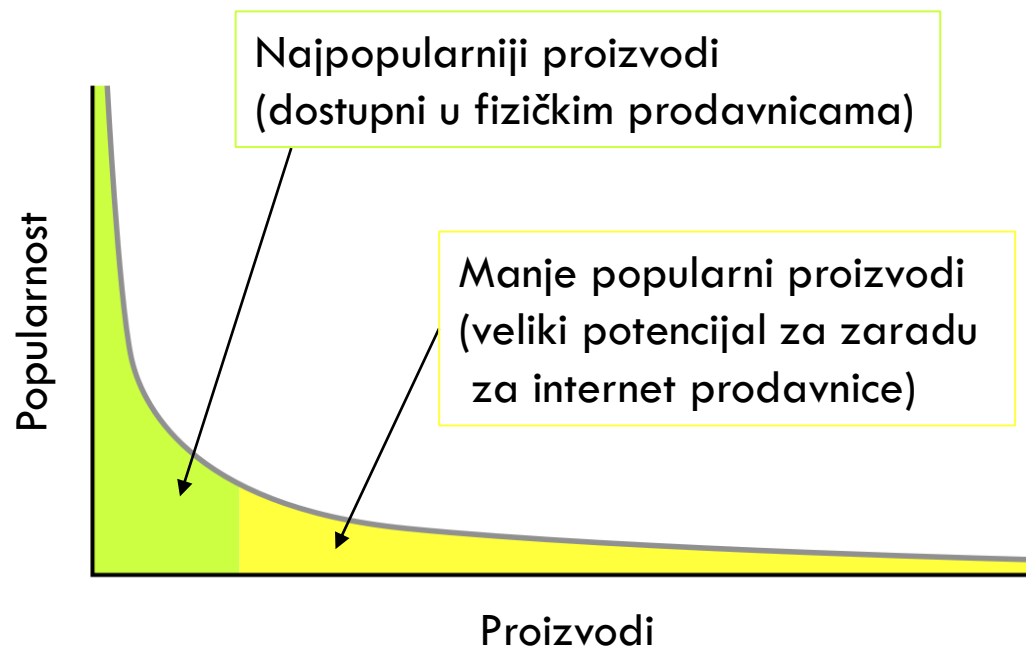 Najpopularniji proizvodi
(dostupni u fizičkim prodavnicama)
Popularnost
Manje popularni proizvodi
(veliki potencijal za zaradu
za internet prodavnice)
Proizvodi